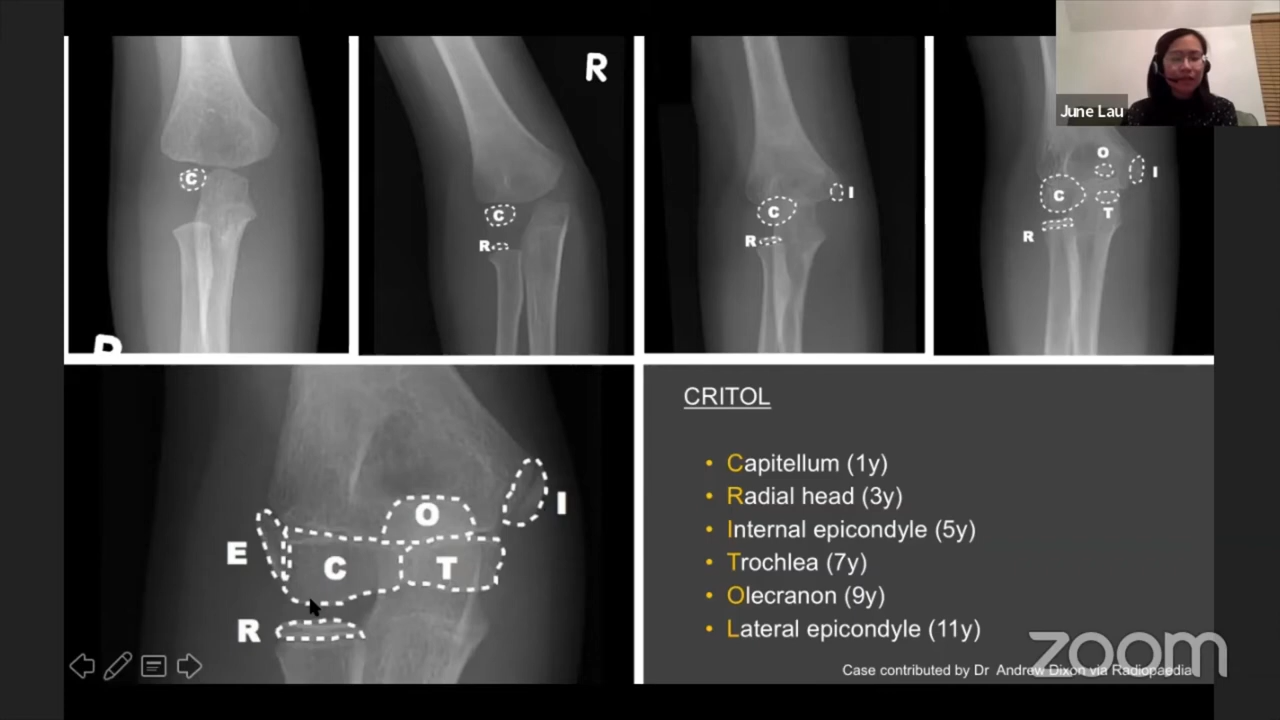 R
June Lau
C
C
R
C
I
R
O
I
C
T
R
O
I
E
C
T
R
CRITOL
• Capitellum (1y)
• Radial head (3y)
• Internal epicondyle (5y)
• Trochlea (7y)
• Olecranon (9y)
• Lateral epicondyle (11y)
zoom
Case contributed by Dr Andrew Dixon via Radiopaedia